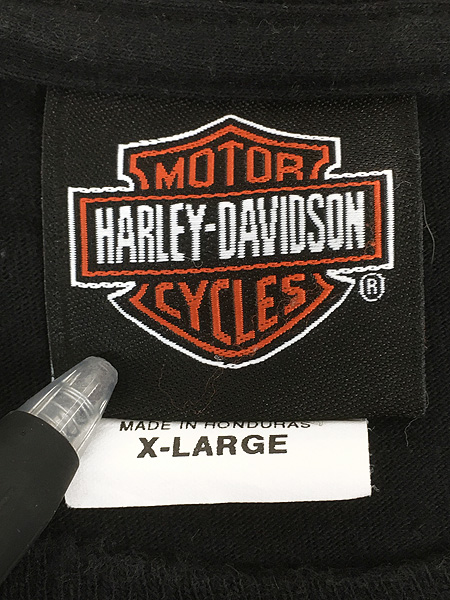 MOTOR
HARLEY-DAVIDSON
CYCLES
®
MADE IN HONDURAS
X-LARGE